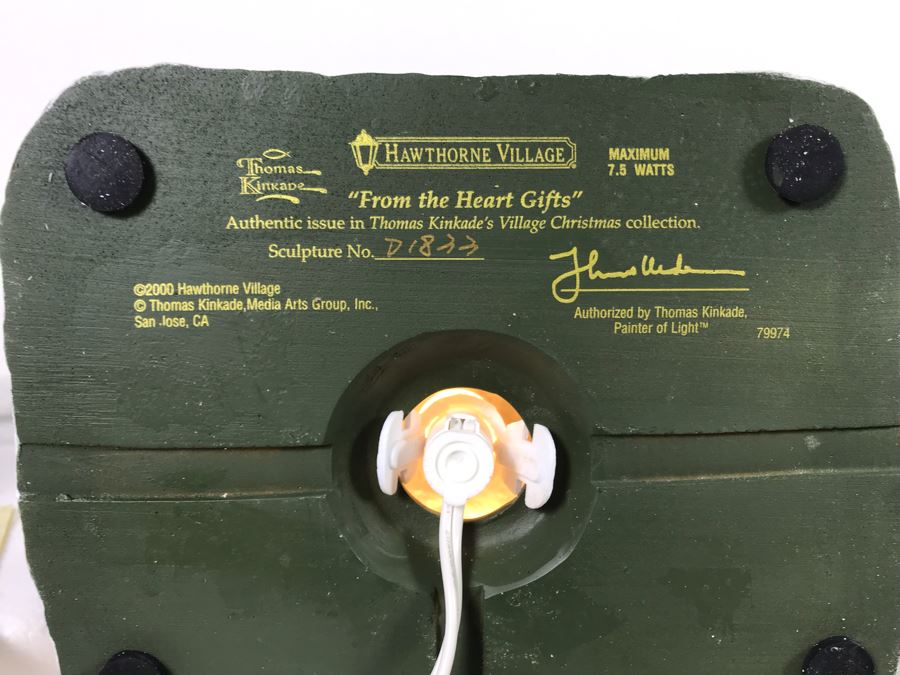 Thomas
Kinkade
HAWTHORNE VILLAGE
MAXIMUM
7.5 WATTS
"From the Heart Gifts"
Authentic issue in Thomas Kinkade's Village Christmas collection.
Sculpture No. D1833
©2000 Hawthorne Village
© Thomas Kinkade, Media Arts Group, Inc.,
San Jose, CA
Authorized by Thomas Kinkade,
Painter of Light™
79974